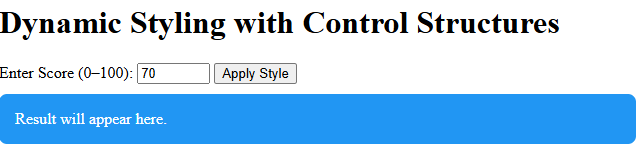 Dynamic Styling with Control Structures
Enter Score (0–100): 70 Apply Style
Result will appear here.